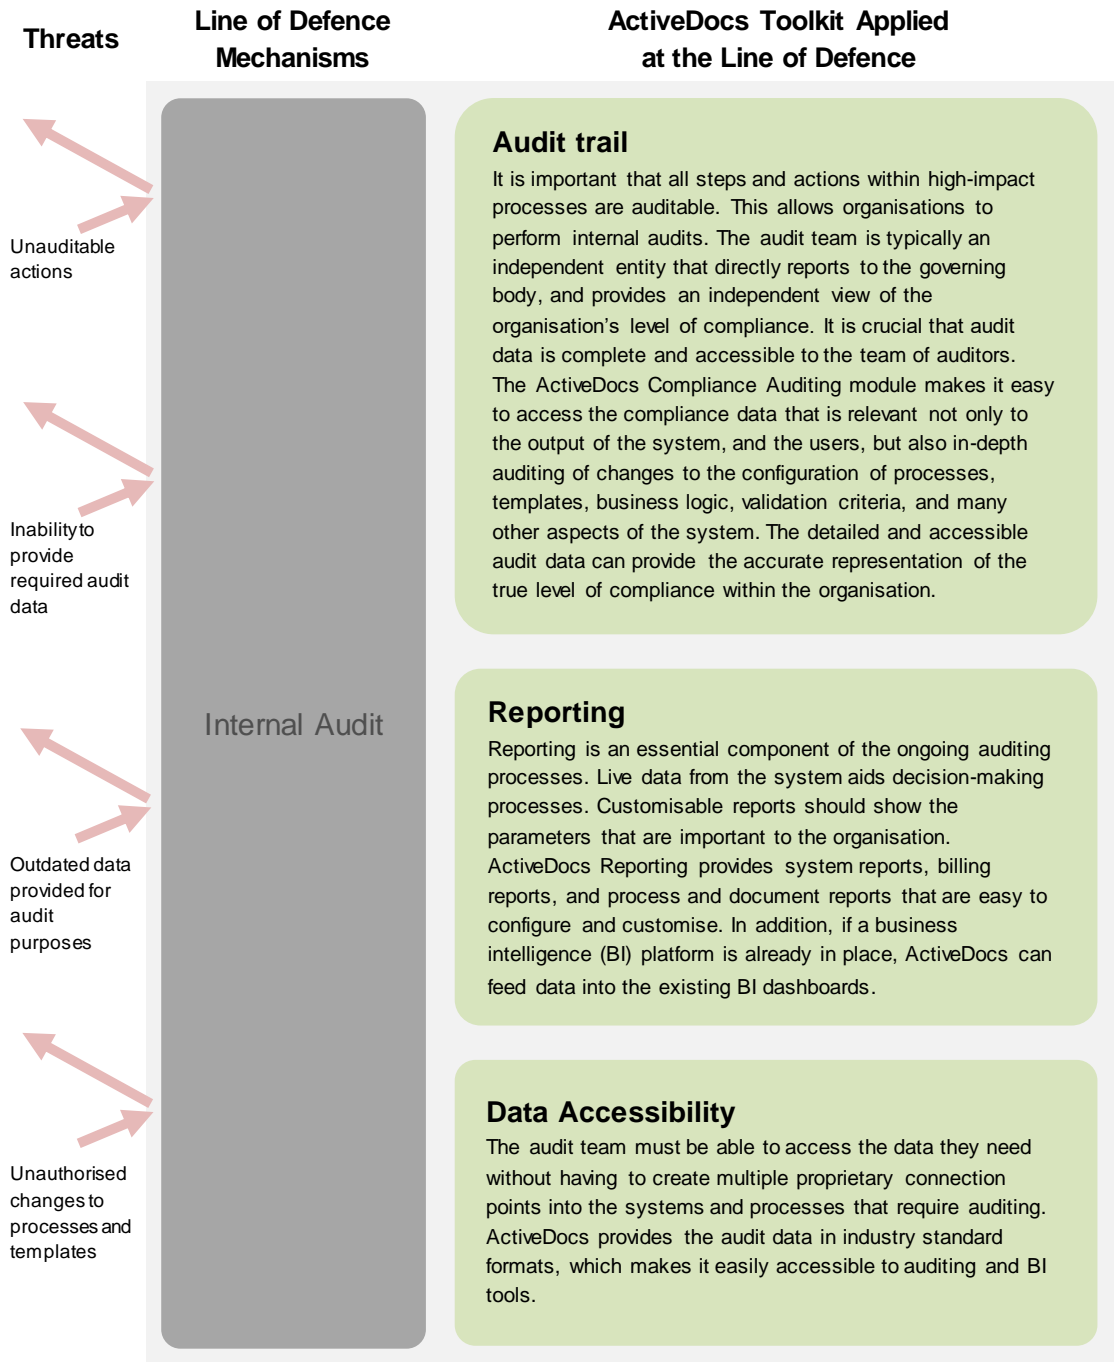 Threats
Line of Defence
Mechanisms
ActiveDocs Toolkit Applied
at the Line of Defence
Unauditable
actions
Inability to
provide
required audit
data
Outdated data
provided for
audit
purposes
Unauthorised
changes to
processes and
templates
Internal Audit
Audit trail
It is important that all steps and actions within high-impact
processes are auditable. This allows organisations to
perform internal audits. The audit team is typically an
independent entity that directly reports to the governing
body, and provides an independent view of the
organisation’s level of compliance. It is crucial that audit
data is complete and accessible to the team of auditors.
The ActiveDocs Compliance Auditing module makes it easy
to access the compliance data that is relevant not only to
the output of the system, and the users, but also in-depth
auditing of changes to the configuration of processes,
templates, business logic, validation criteria, and many
other aspects of the system. The detailed and accessible
audit data can provide the accurate representation of the
true level of compliance within the organisation.
Reporting
Reporting is an essential component of the ongoing auditing
processes. Live data from the system aids decision-making
processes. Customisable reports should show the
parameters that are important to the organisation.
ActiveDocs Reporting provides system reports, billing
reports, and process and document reports that are easy to
configure and customise. In addition, if a business
intelligence (BI) platform is already in place, ActiveDocs can
feed data into the existing BI dashboards.
Data Accessibility
The audit team must be able to access the data they need
without having to create multiple proprietary connection
points into the systems and processes that require auditing.
ActiveDocs provides the audit data in industry standard
formats, which makes it easily accessible to auditing and BI
tools.